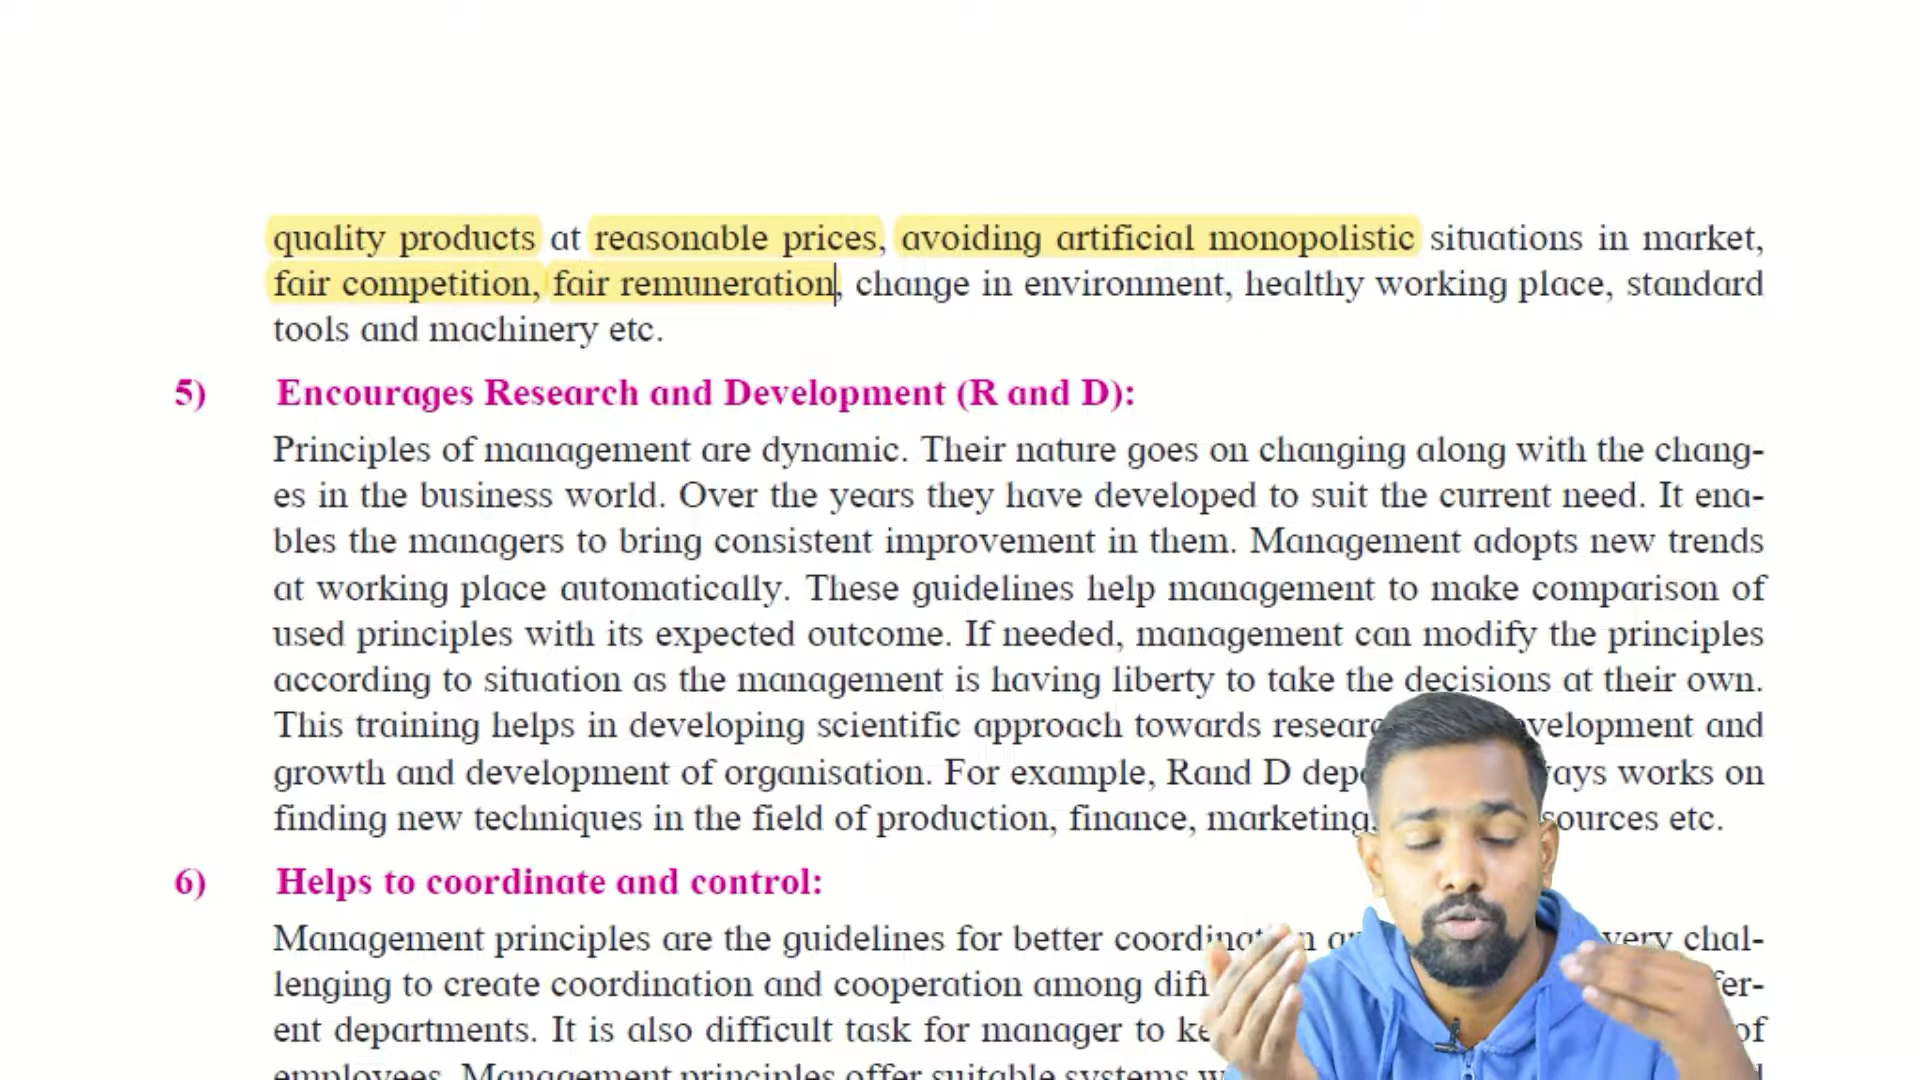 quality products at reasonable prices, avoiding artificial monopolistic situations in market,
fair competition, fair remuneration, change in environment, healthy working place, standard
tools and machinery etc.
5) Encourages Research and Development (R and D):
Principles of management are dynamic. Their nature goes on changing along with the chang-
es in the business world. Over the years they have developed to suit the current need. It ena-
bles the managers to bring consistent improvement in them. Management adopts new trends
at working place automatically. These guidelines help management to make comparison of
used principles with its expected outcome. If needed, management can modify the principles
according to situation as the management is having liberty to take the decisions at their own.
This training helps in developing scientific approach towards and
growth and development of organisation. For example, Rand D works on
finding new techniques in the field of production, finance, marketing, etc.
6) Helps to coordinate and control:
Management principles are the guidelines for better very chal-
lenging to create coordination and cooperation among
ent departments. It is also difficult task for manager to of
employees. Management principles offer suitable systems